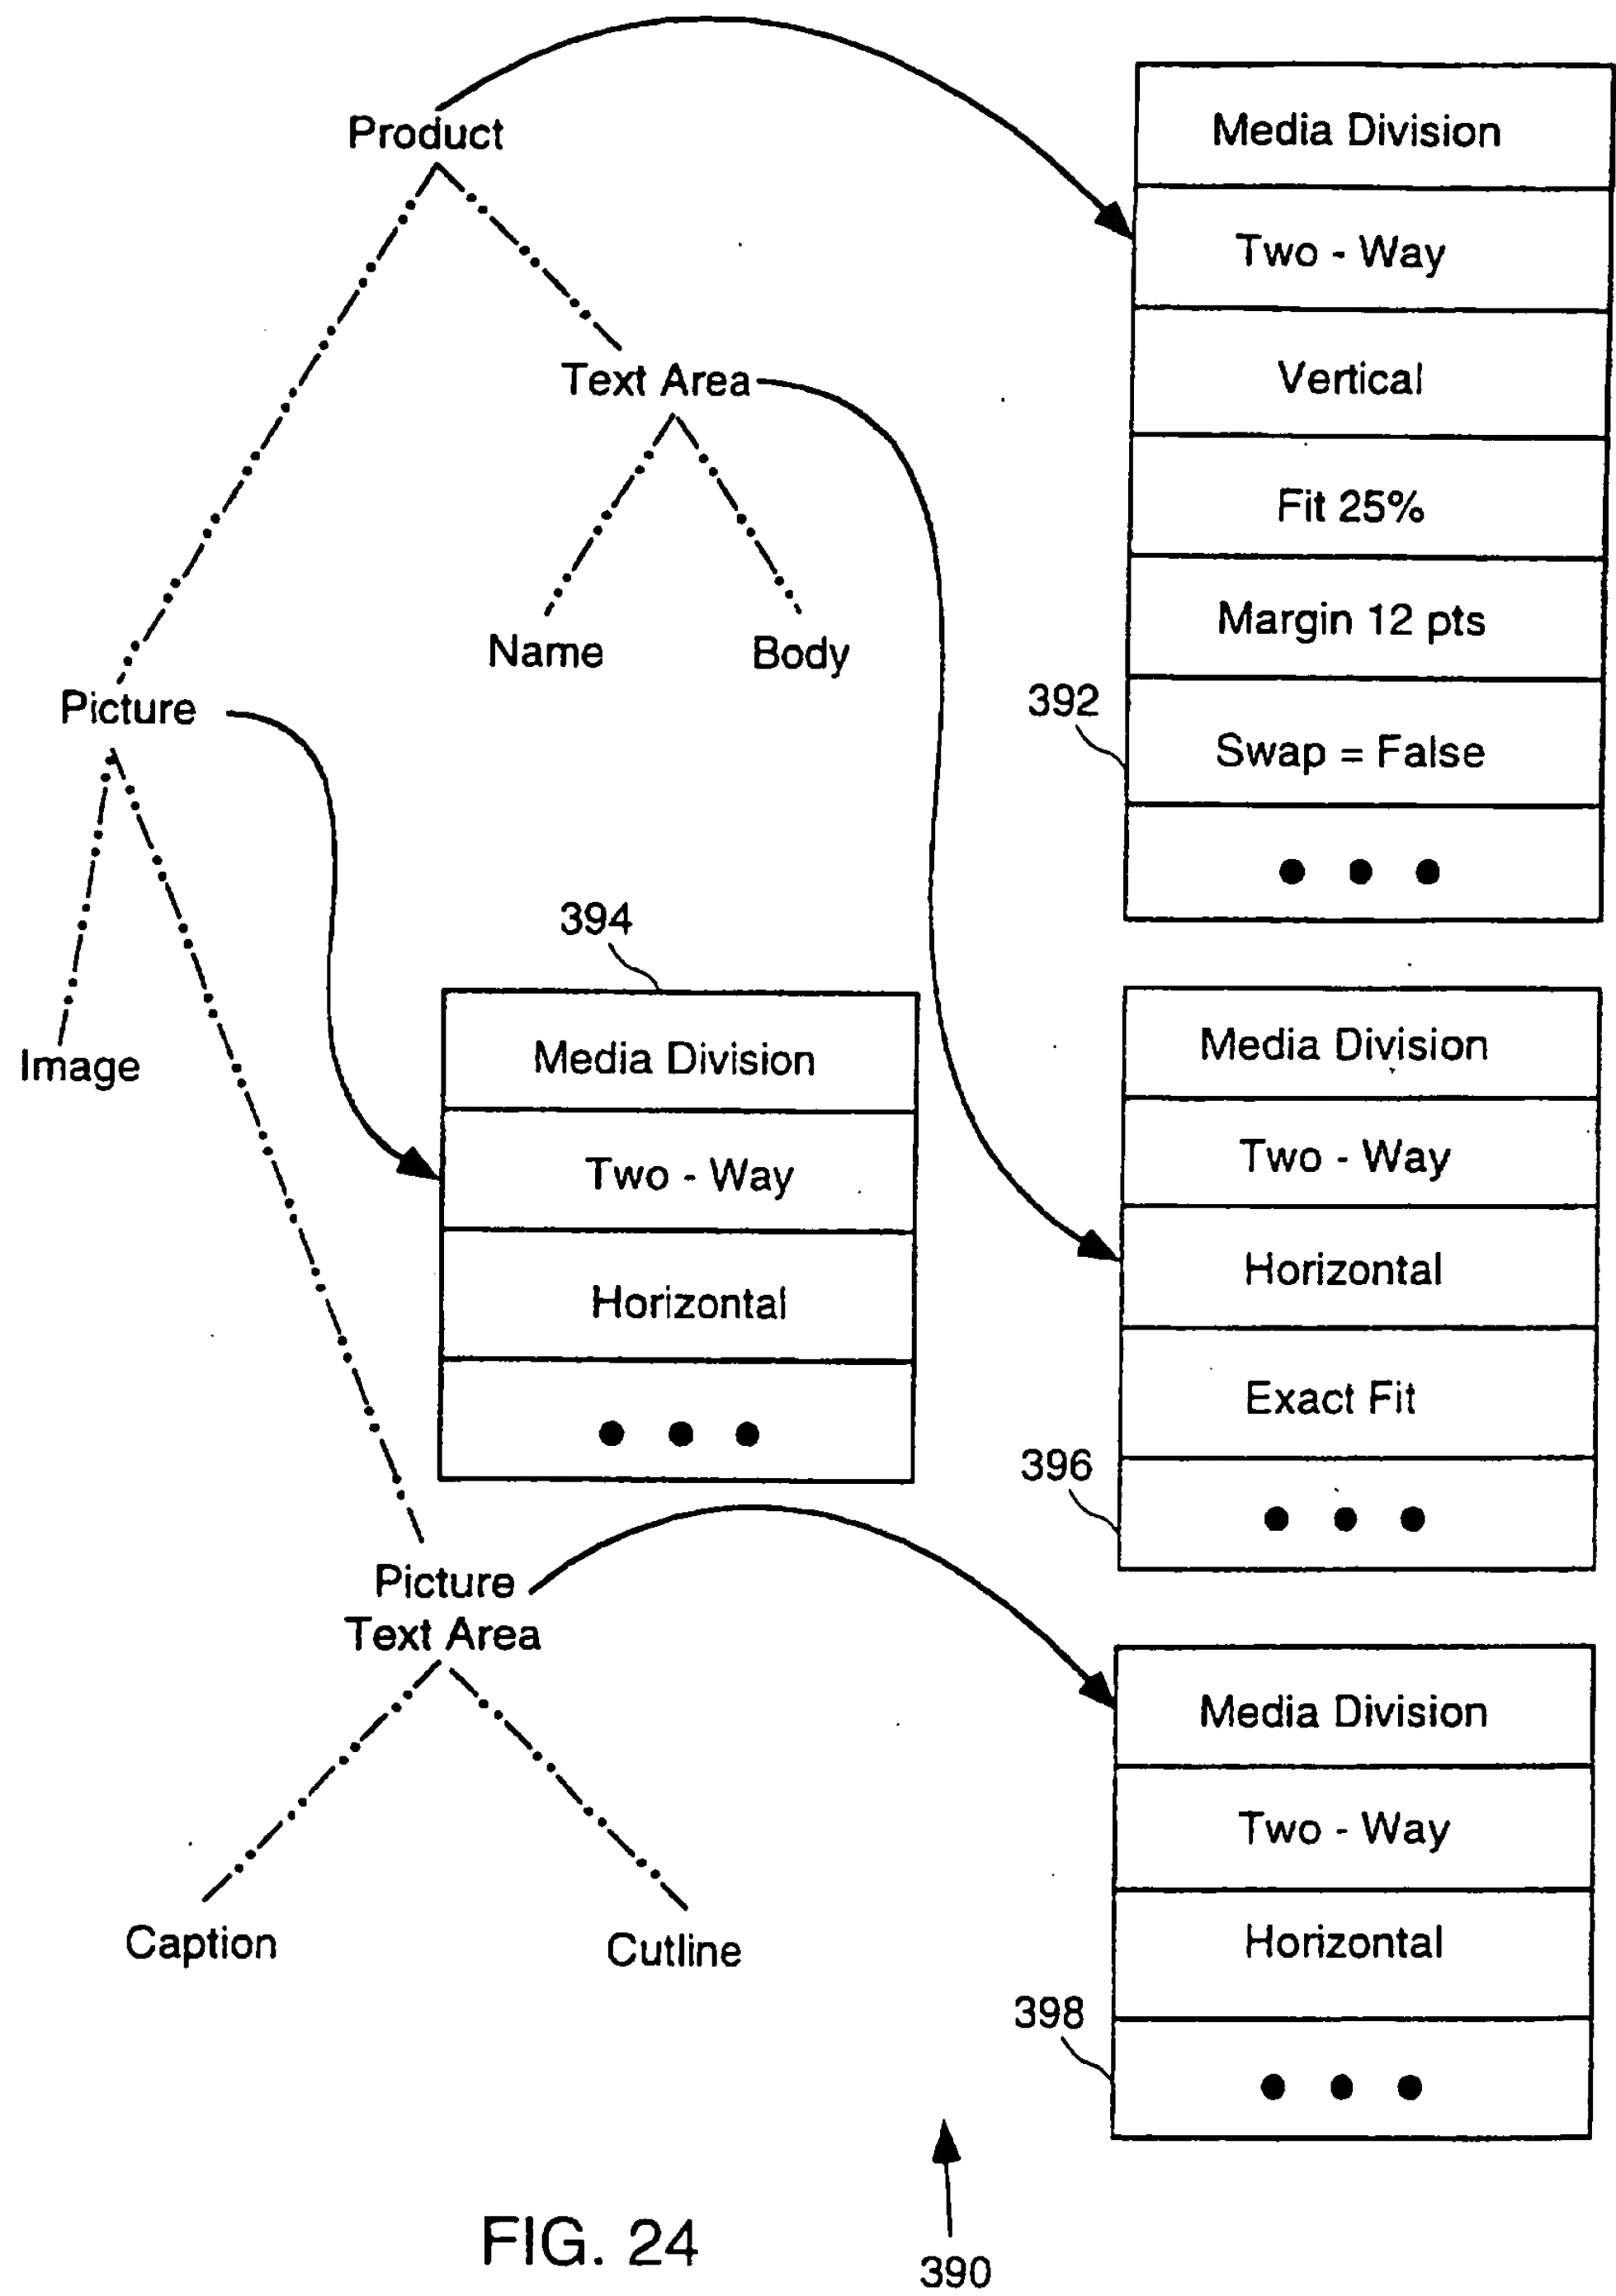 Product
Media Division
Two - Way
Vertical
Fit 25%
Margin 12 pts
392
Swap = False
Text Area
Name
Body
Picture
Image
394
Media Division
Two - Way
Horizontal
Media Division
Two - Way
Horizontal
Exact Fit
396
Picture
Text Area
Media Division
Two - Way
Horizontal
398
Caption
Cutline
FIG. 24
390